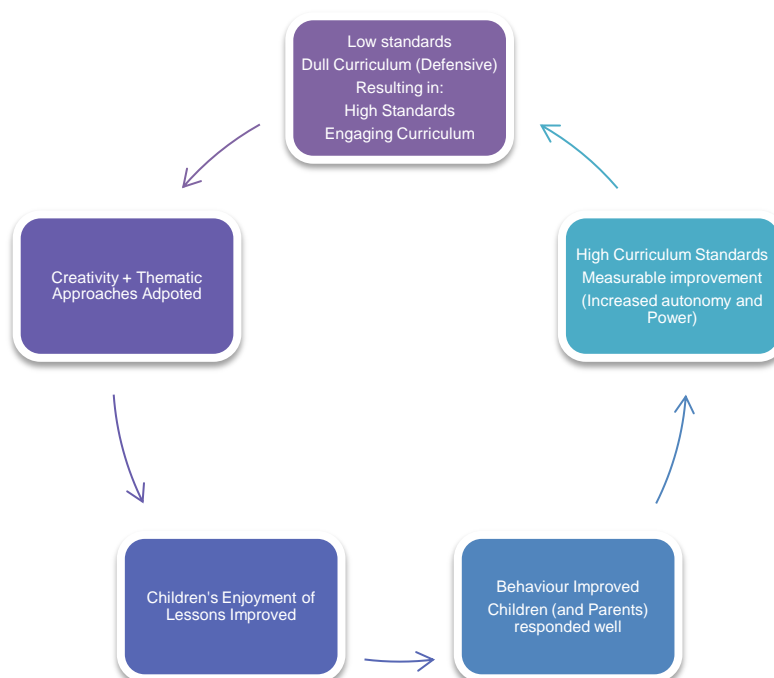 Low standards
Dull Curriculum (Defensive)
Resulting in:
High Standards
Engaging Curriculum
Creativity + Thematic
Approaches Adpoted
Children's Enjoyment of
Lessons Improved
Behaviour Improved
Children (and Parents)
responded well
High Curriculum Standards
Measurable improvement
(Increased autonomy and
Power)